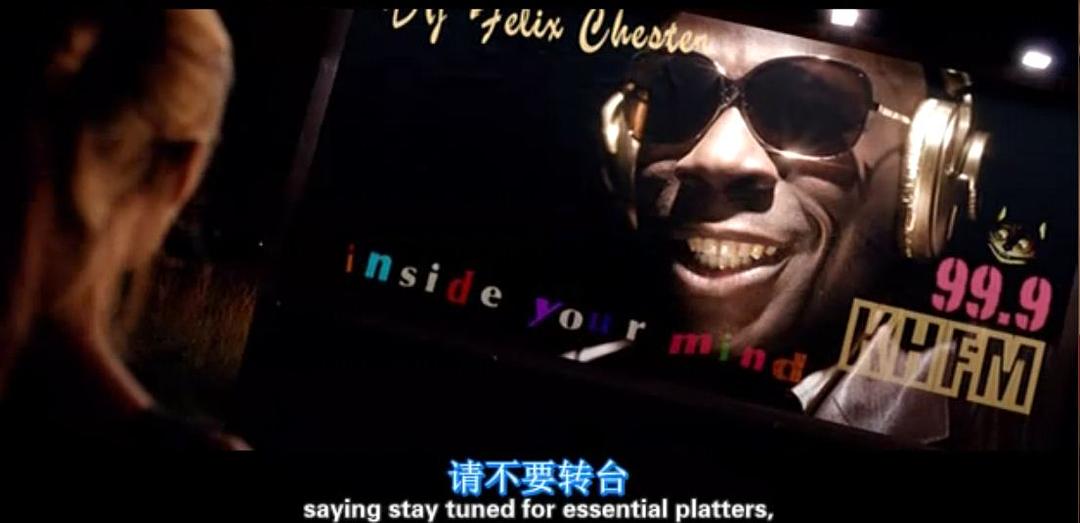 Dj Felix Chester
inside your mind
99.9
KHFM
请不要转台
saying stay tuned for essential platters,